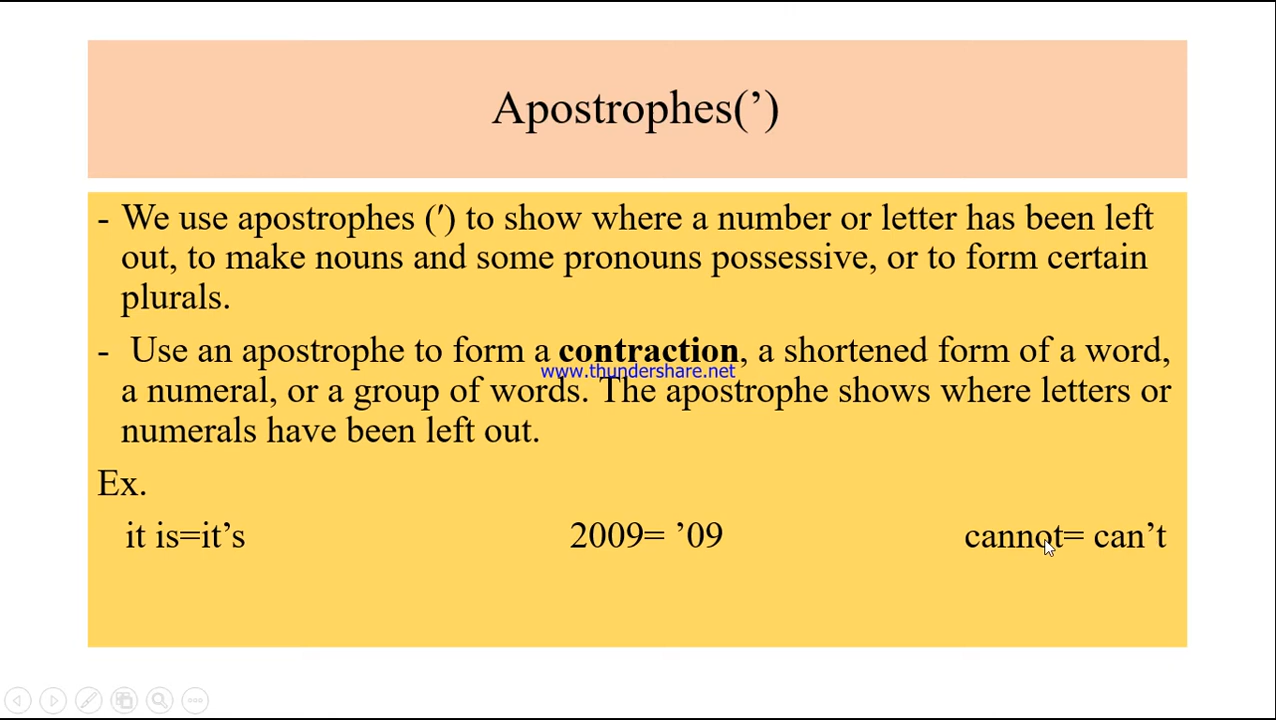 Apostrophes(’)
- We use apostrophes (′) to show where a number or letter has been left
out, to make nouns and some pronouns possessive, or to form certain
plurals.
- Use an apostrophe to form a contraction, a shortened form of a word,
www.thundershare.net
a numeral, or a group of words. The apostrophe shows where letters or
numerals have been left out.
Ex.
it is=it’s 2009= ’09 cannot= can’t